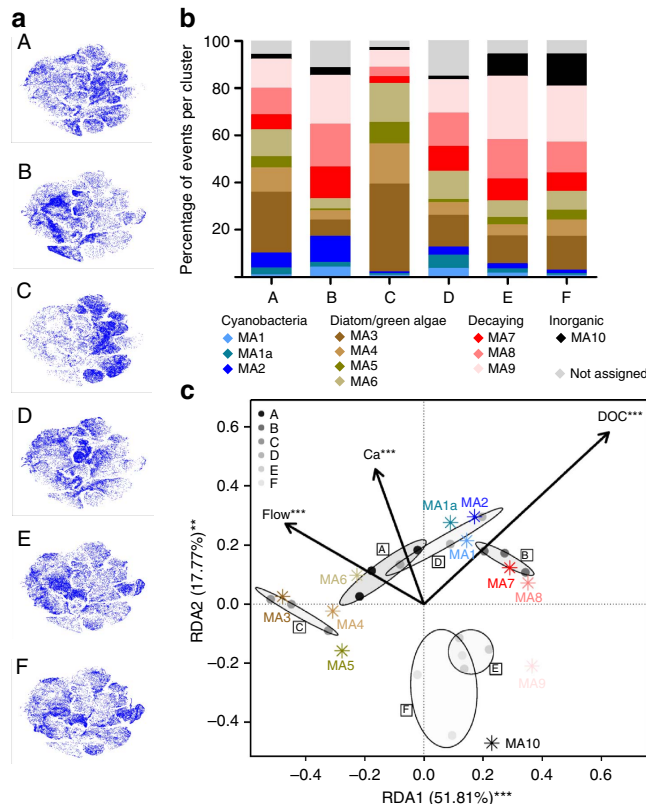 a
A
B
C
D
E
F
b
Percentage of events per cluster
100
80
60
40
20
A B C D E F
Cyanobacteria
MA1
MA1a
MA2
Diatom/green algae
MA3
MA4
MA5
MA6
Decaying
MA7
MA8
MA9
Inorganic
MA10
Not assigned
c
A
B
C
D
E
F
DOC***
Ca***
Flow***
MA1a
MA2
MA1
A
D
B
MA6
MA7
MA8
MA3
MA4
C
MA5
E
MA9
F
MA10
RDA2 (17.77%)**
0.6
0.4
0.2
0.0
−0.2
−0.4
−0.4 −0.2 0.0 0.2 0.4 0.6
RDA1 (51.81%)***